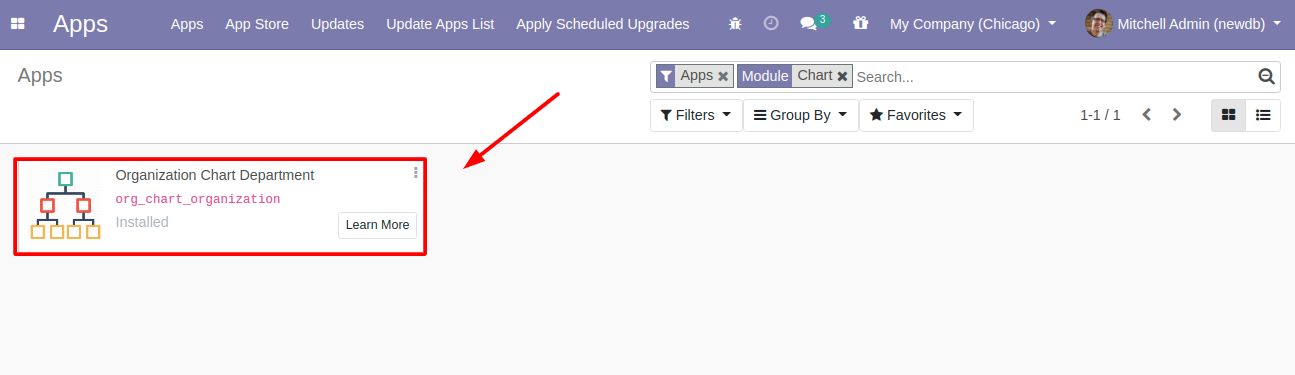 Apps Apps App Store Updates Update Apps List Apply Scheduled Upgrades 3 My Company (Chicago) Mitchell Admin (newdb)
Apps
Apps Module Chart Search...
Filters Group By Favorites 1-1 / 1
Organization Chart Department
org_chart_organization
Installed
Learn More